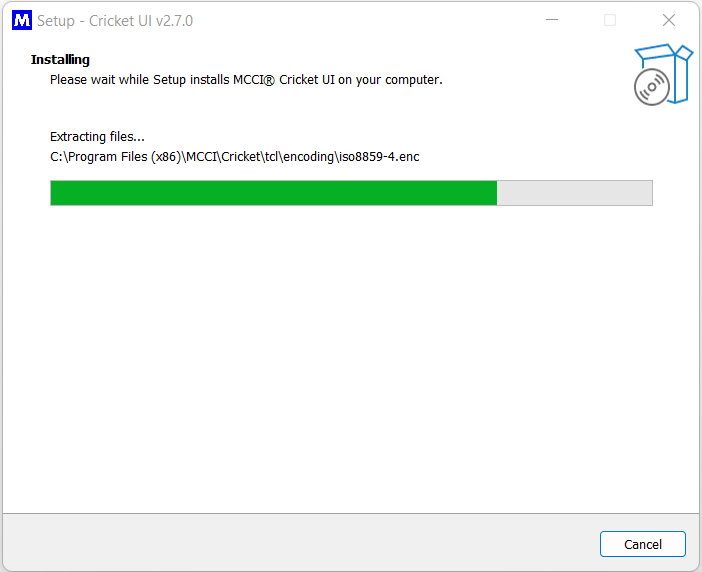 M Setup - Cricket UI v2.7.0
Installing
Please wait while Setup installs MCCI® Cricket UI on your computer.
Extracting files...
C:\Program Files (x86)\MCCI\Cricket\tcl\encoding\iso8859-4.enc
Cancel